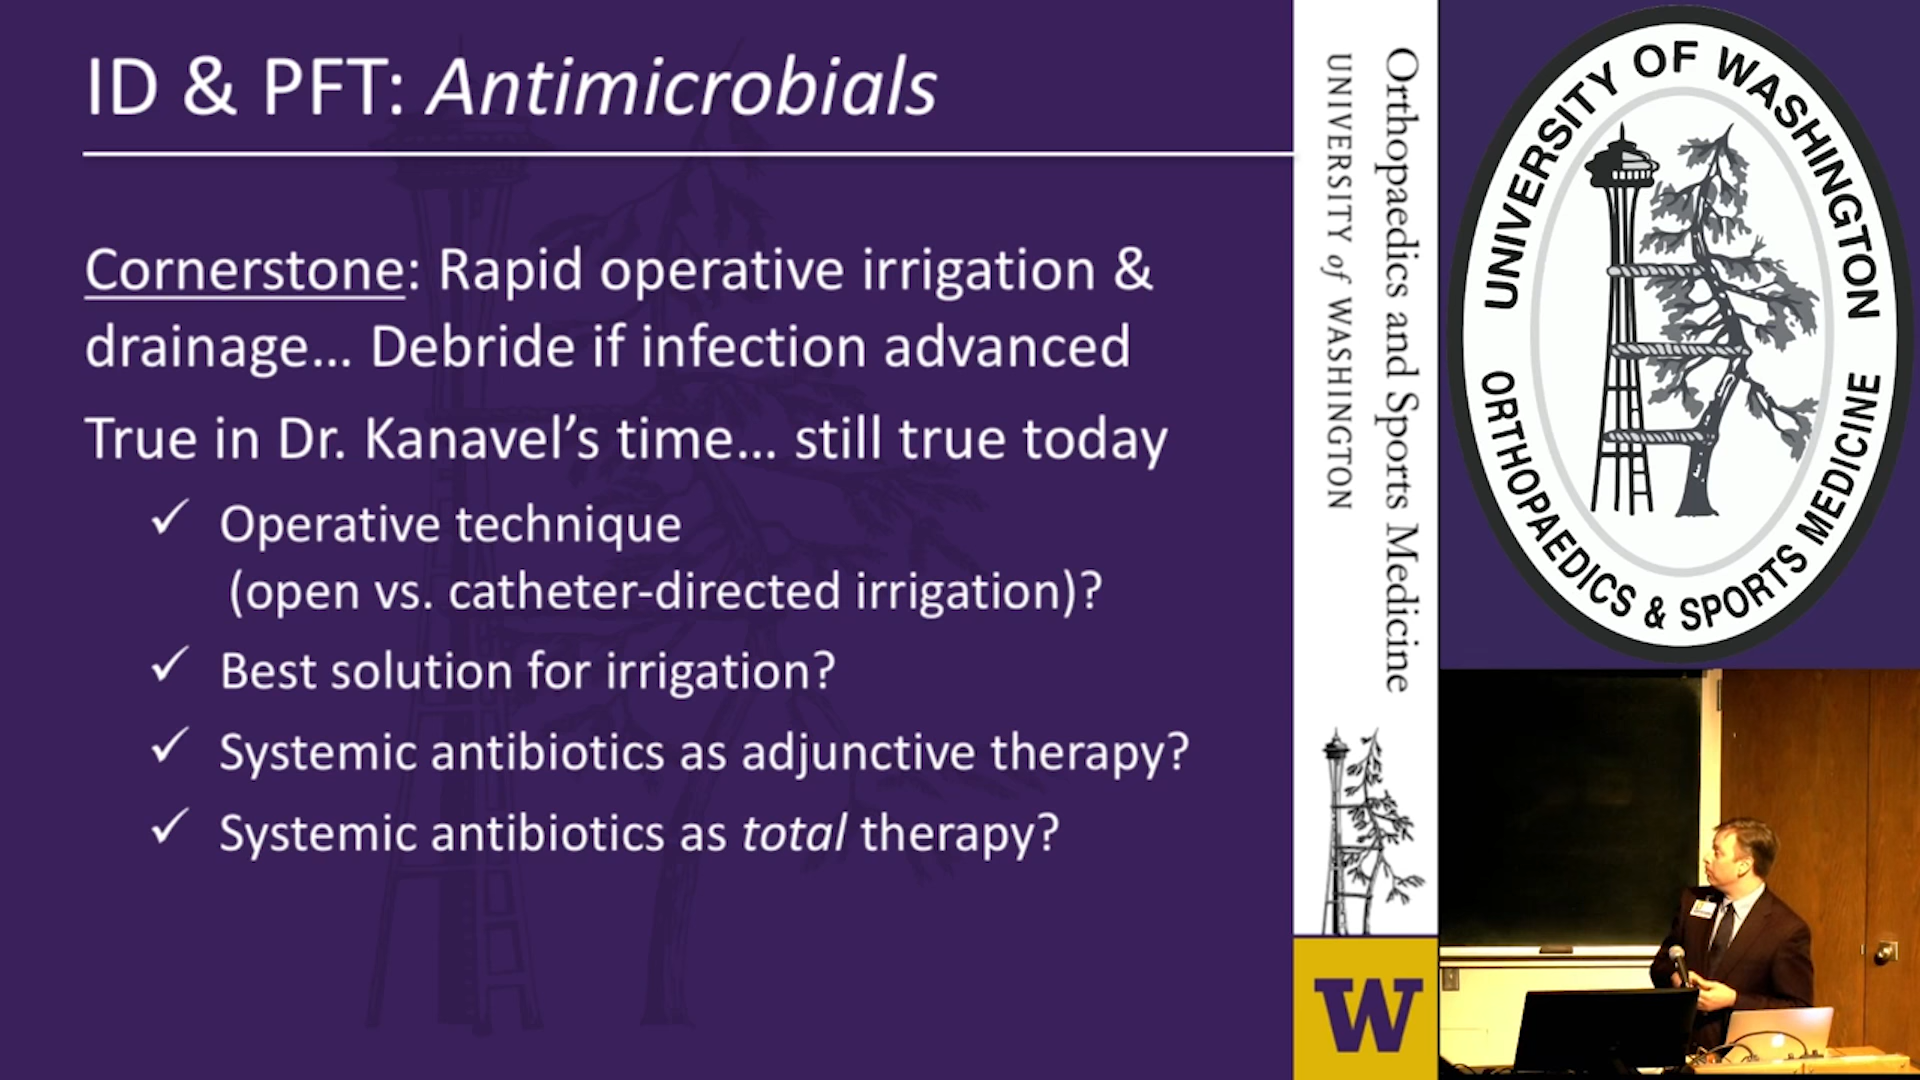 ID & PFT: Antimicrobials
Cornerstone: Rapid operative irrigation &
drainage… Debride if infection advanced
True in Dr. Kanavel’s time… still true today
✓ Operative technique
(open vs. catheter-directed irrigation)?
✓ Best solution for irrigation?
✓ Systemic antibiotics as adjunctive therapy?
✓ Systemic antibiotics as total therapy?
Orthopaedics and Sports Medicine
UNIVERSITY of WASHINGTON
W
UNIVERSITY OF WASHINGTON
ORTHOPAEDICS & SPORTS MEDICINE